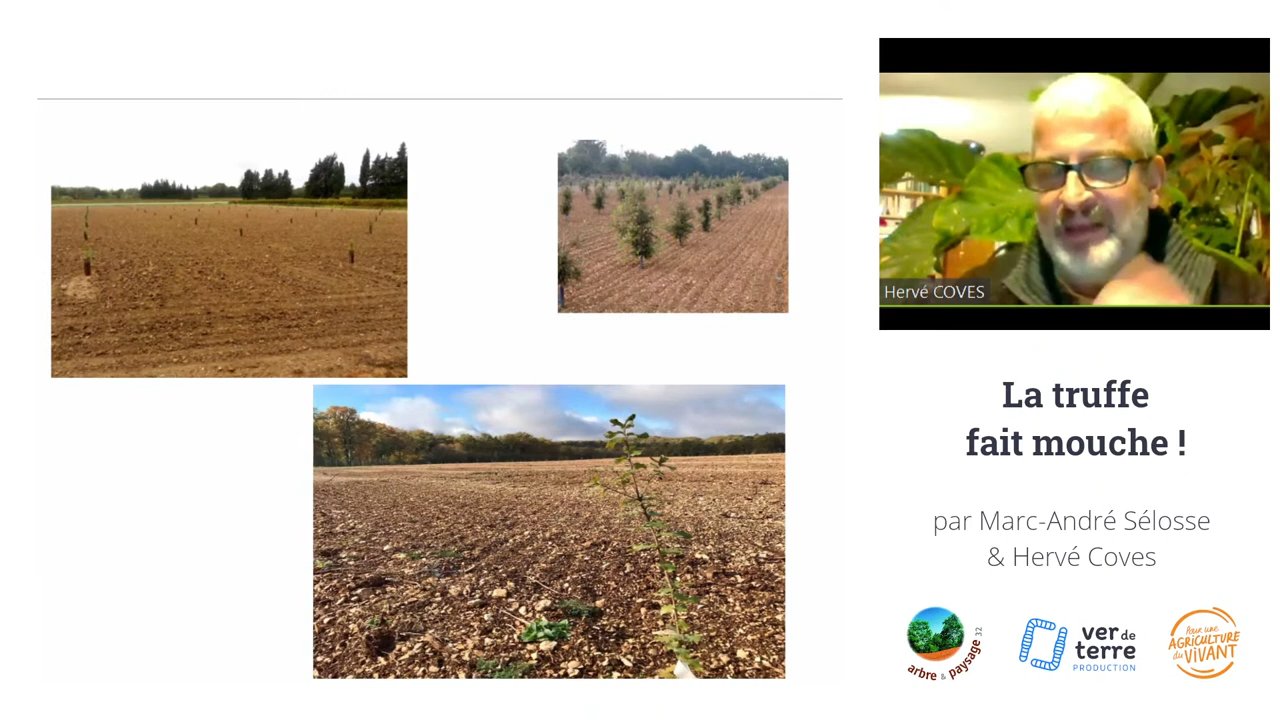 Hervé COVES
La truffe
fait mouche !
par Marc-André Sélosse
& Hervé Coves
arbre & paysage 32
ver de
terre
PRODUCTION
Pour une
AGRiCULTURE
du ViVANT